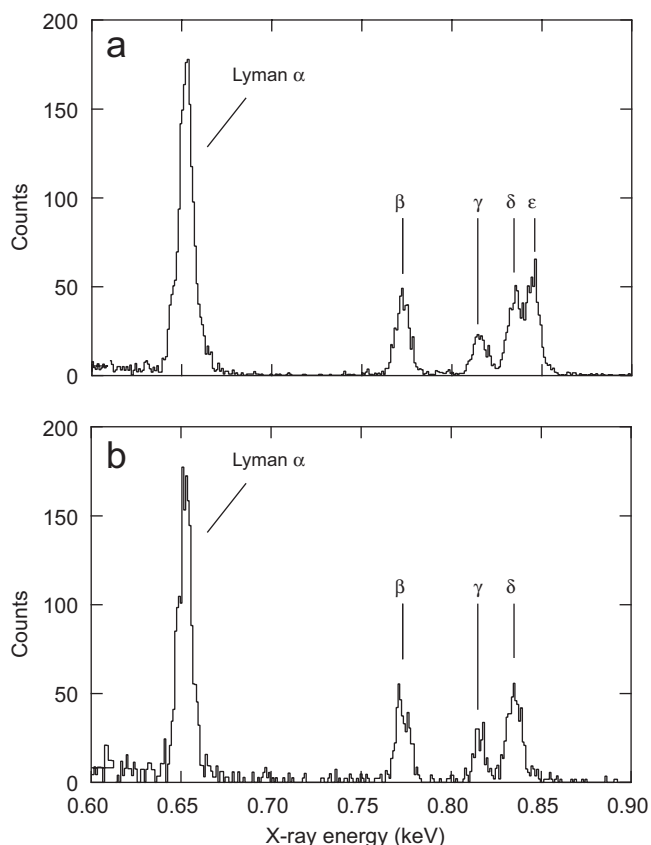 a
200
150
100
50
0
Counts
Lyman α
β
γ
δ
ε
b
200
150
100
50
0
Counts
Lyman α
β
γ
δ
0.60 0.65 0.70 0.75 0.80 0.85 0.90
X-ray energy (keV)